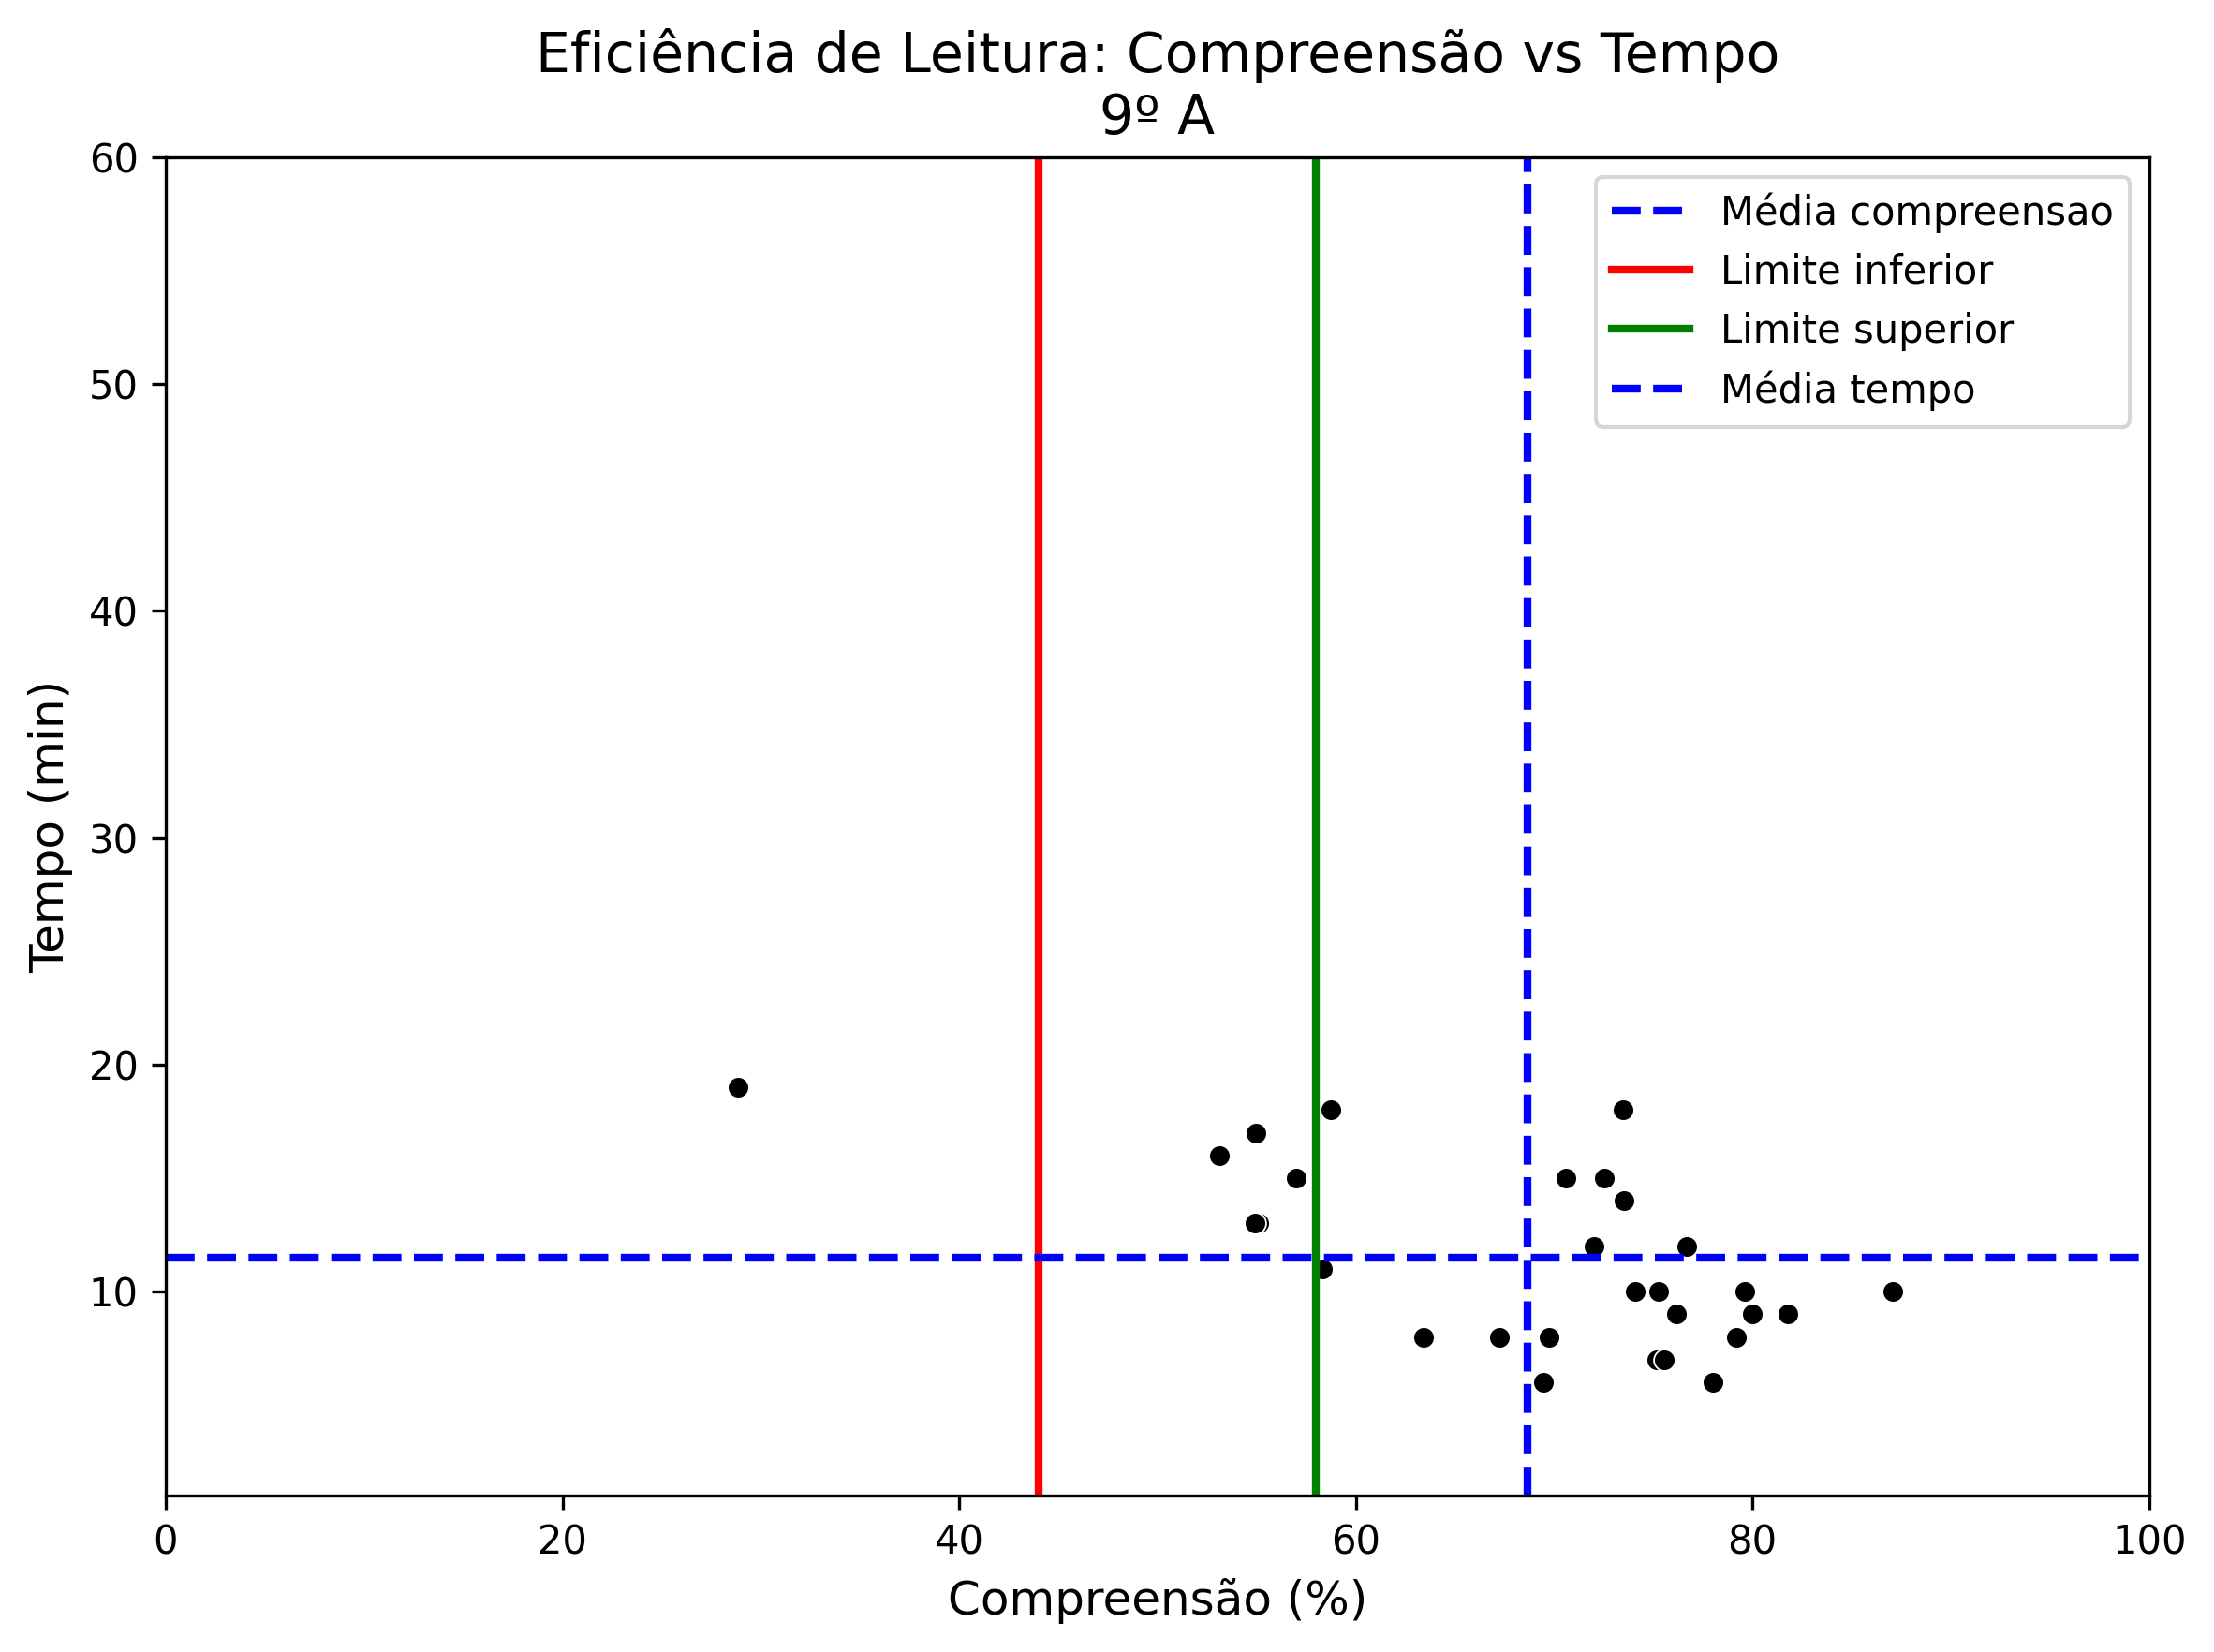 Eficiência de Leitura: Compreensão vs Tempo
9º A
60
50
40
30
20
10
Tempo (min)
Média compreensao
Limite inferior
Limite superior
Média tempo
0 20 40 60 80 100
Compreensão (%)